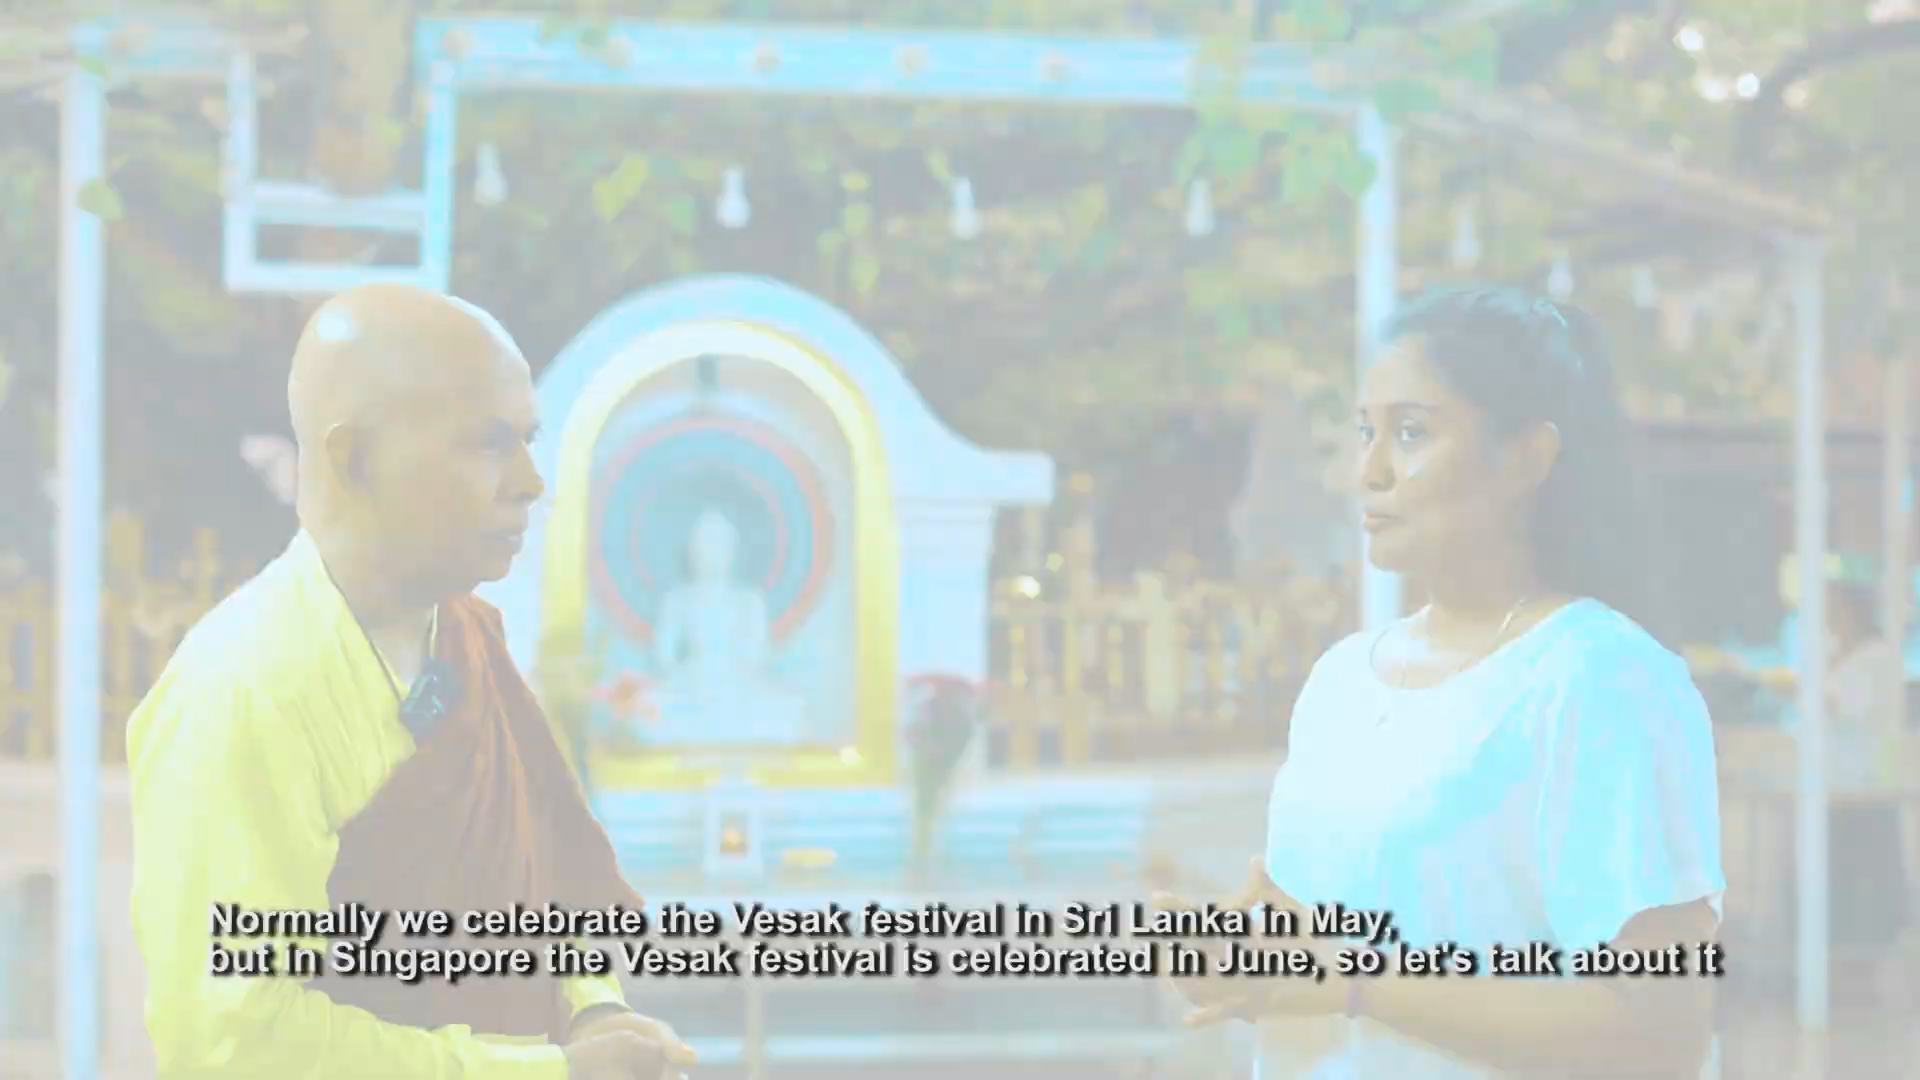 Normally we celebrate the Vesak festival in Sri Lanka in May,
but in Singapore the Vesak festival is celebrated in June, so let's talk about it